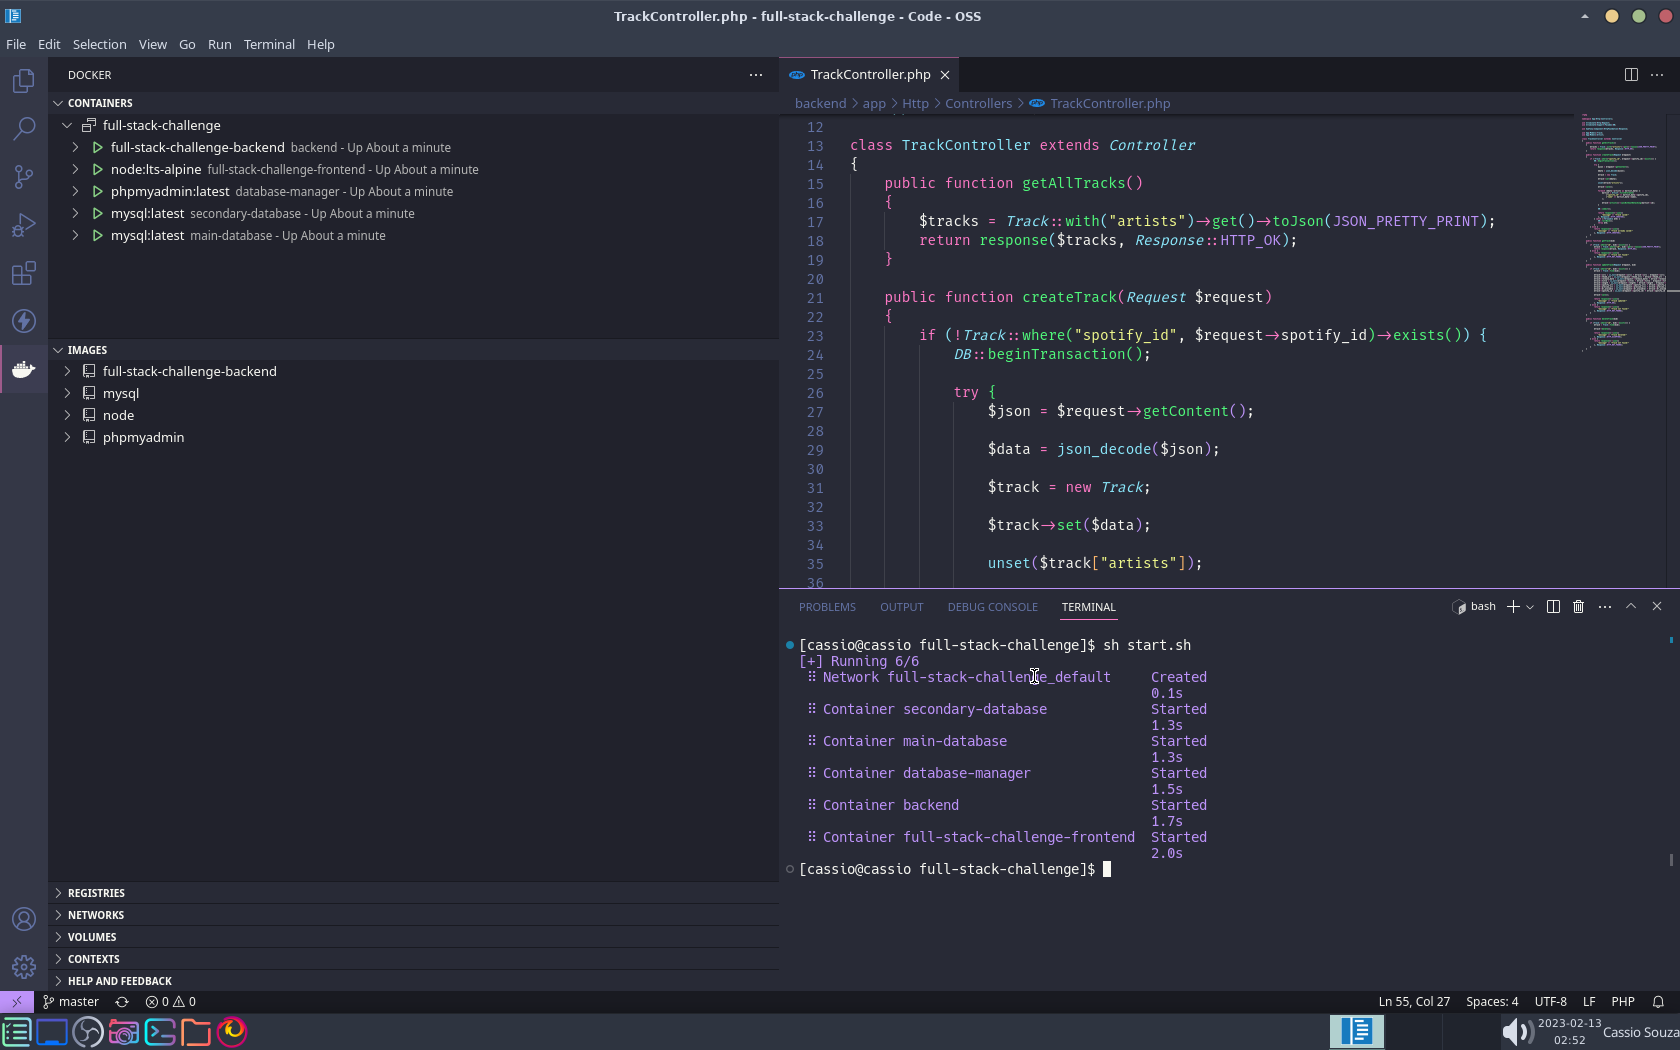 TrackController.php - full-stack-challenge - Code - OSS
File Edit Selection View Go Run Terminal Help
DOCKER
CONTAINERS
full-stack-challenge
full-stack-challenge-backend backend - Up About a minute
node:lts-alpine full-stack-challenge-frontend - Up About a minute
phpmyadmin:latest database-manager - Up About a minute
mysql:latest secondary-database - Up About a minute
mysql:latest main-database - Up About a minute
IMAGES
full-stack-challenge-backend
mysql
node
phpmyadmin
REGISTRIES
NETWORKS
VOLUMES
CONTEXTS
HELP AND FEEDBACK
TrackController.php
backend > app > Http > Controllers > TrackController.php
12
13 class TrackController extends Controller
14 {
15 public function getAllTracks()
16 {
17 $tracks = Track::with("artists")->get()->toJson(JSON_PRETTY_PRINT);
18 return response($tracks, Response::HTTP_OK);
19 }
20
21 public function createTrack(Request $request)
22 {
23 if (!Track::where("spotify_id", $request->spotify_id)->exists()) {
24 DB::beginTransaction();
25
26 try {
27 $json = $request->getContent();
28
29 $data = json_decode($json);
30
31 $track = new Track;
32
33 $track->set($data);
34
35 unset($track["artists"]);
36
PROBLEMS OUTPUT DEBUG CONSOLE TERMINAL
bash
[cassio@cassio full-stack-challenge]$ sh start.sh
[+] Running 6/6
⠿ Network full-stack-challenge_default Created
0.1s
⠿ Container secondary-database Started
1.3s
⠿ Container main-database Started
1.3s
⠿ Container database-manager Started
1.5s
⠿ Container backend Started
1.7s
⠿ Container full-stack-challenge-frontend Started
2.0s
[cassio@cassio full-stack-challenge]$
master 0 0
Ln 55, Col 27 Spaces: 4 UTF-8 LF PHP
2023-02-13
02:52
Cassio Souza